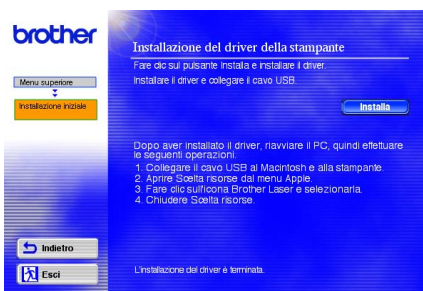 brother
Installazione del driver della stampante
Fare clic sul pulsante Installa e installare il driver.
Installare il driver e collegare il cavo USB.
Menu superiore
Installazione iniziale
Installa
Dopo aver installato il driver, riavviare il PC, quindi effettuare
le seguenti operazioni.
1. Collegare il cavo USB al Macintosh e alla stampante.
2. Aprire Scelta risorse dal menu Apple.
3. Fare clic sull'icona Brother Laser e selezionarla.
4. Chiudere Scelta risorse.
Indietro
Esci
L'installazione del driver è terminata.